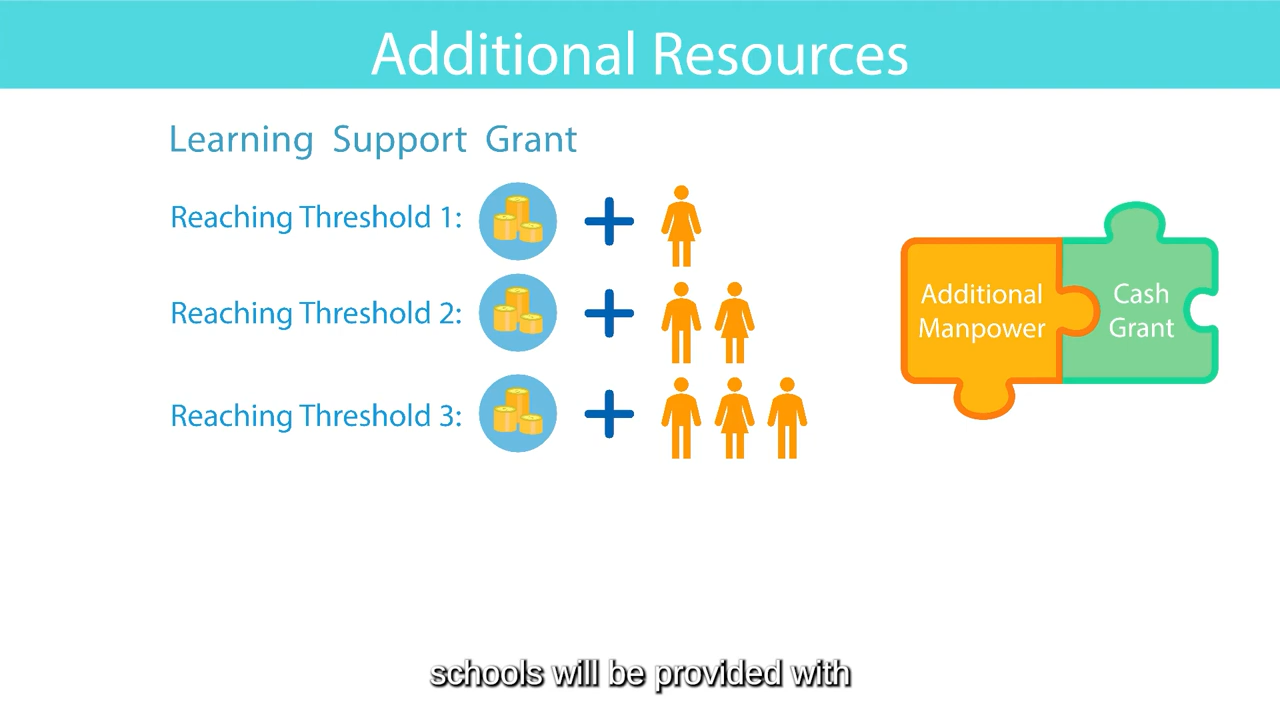 Additional Resources
Learning Support Grant
Reaching Threshold 1:
Reaching Threshold 2:
Reaching Threshold 3:
Additional
Manpower
Cash
Grant
schools will be provided with